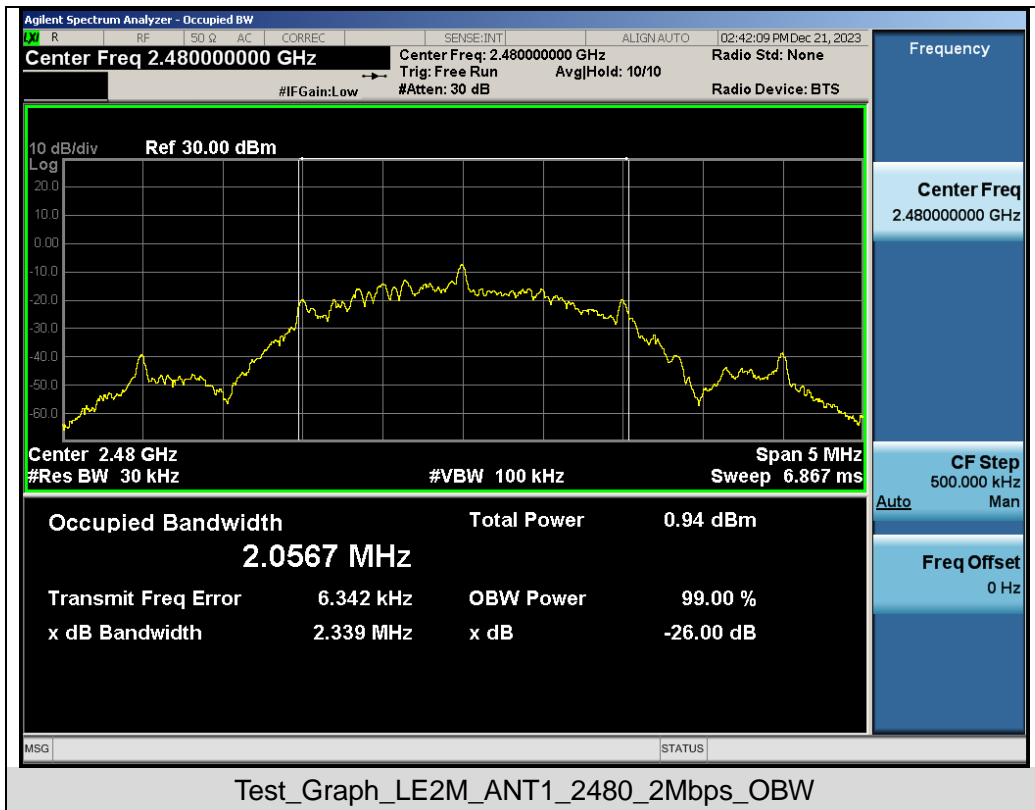 Agilent Spectrum Analyzer - Occupied BW
LXI R RF 50 Ω AC CORREC SENSE:INT ALIGN AUTO 02:42:09 PM Dec 21, 2023
Center Freq 2.480000000 GHz
Center Freq: 2.480000000 GHz Radio Std: None
Trig: Free Run Avg|Hold: 10/10
#IFGain:Low #Atten: 30 dB Radio Device: BTS
10 dB/div Ref 30.00 dBm
Log
20.0
10.0
0.00
-10.0
-20.0
-30.0
-40.0
-50.0
-60.0
Center 2.48 GHz Span 5 MHz
#Res BW 30 kHz #VBW 100 kHz Sweep 6.867 ms
Occupied Bandwidth Total Power 0.94 dBm
2.0567 MHz
Transmit Freq Error 6.342 kHz OBW Power 99.00 %
x dB Bandwidth 2.339 MHz x dB -26.00 dB
MSG STATUS
Frequency
Center Freq
2.480000000 GHz
CF Step
500.000 kHz
Auto Man
Freq Offset
0 Hz
Test_Graph_LE2M_ANT1_2480_2Mbps_OBW